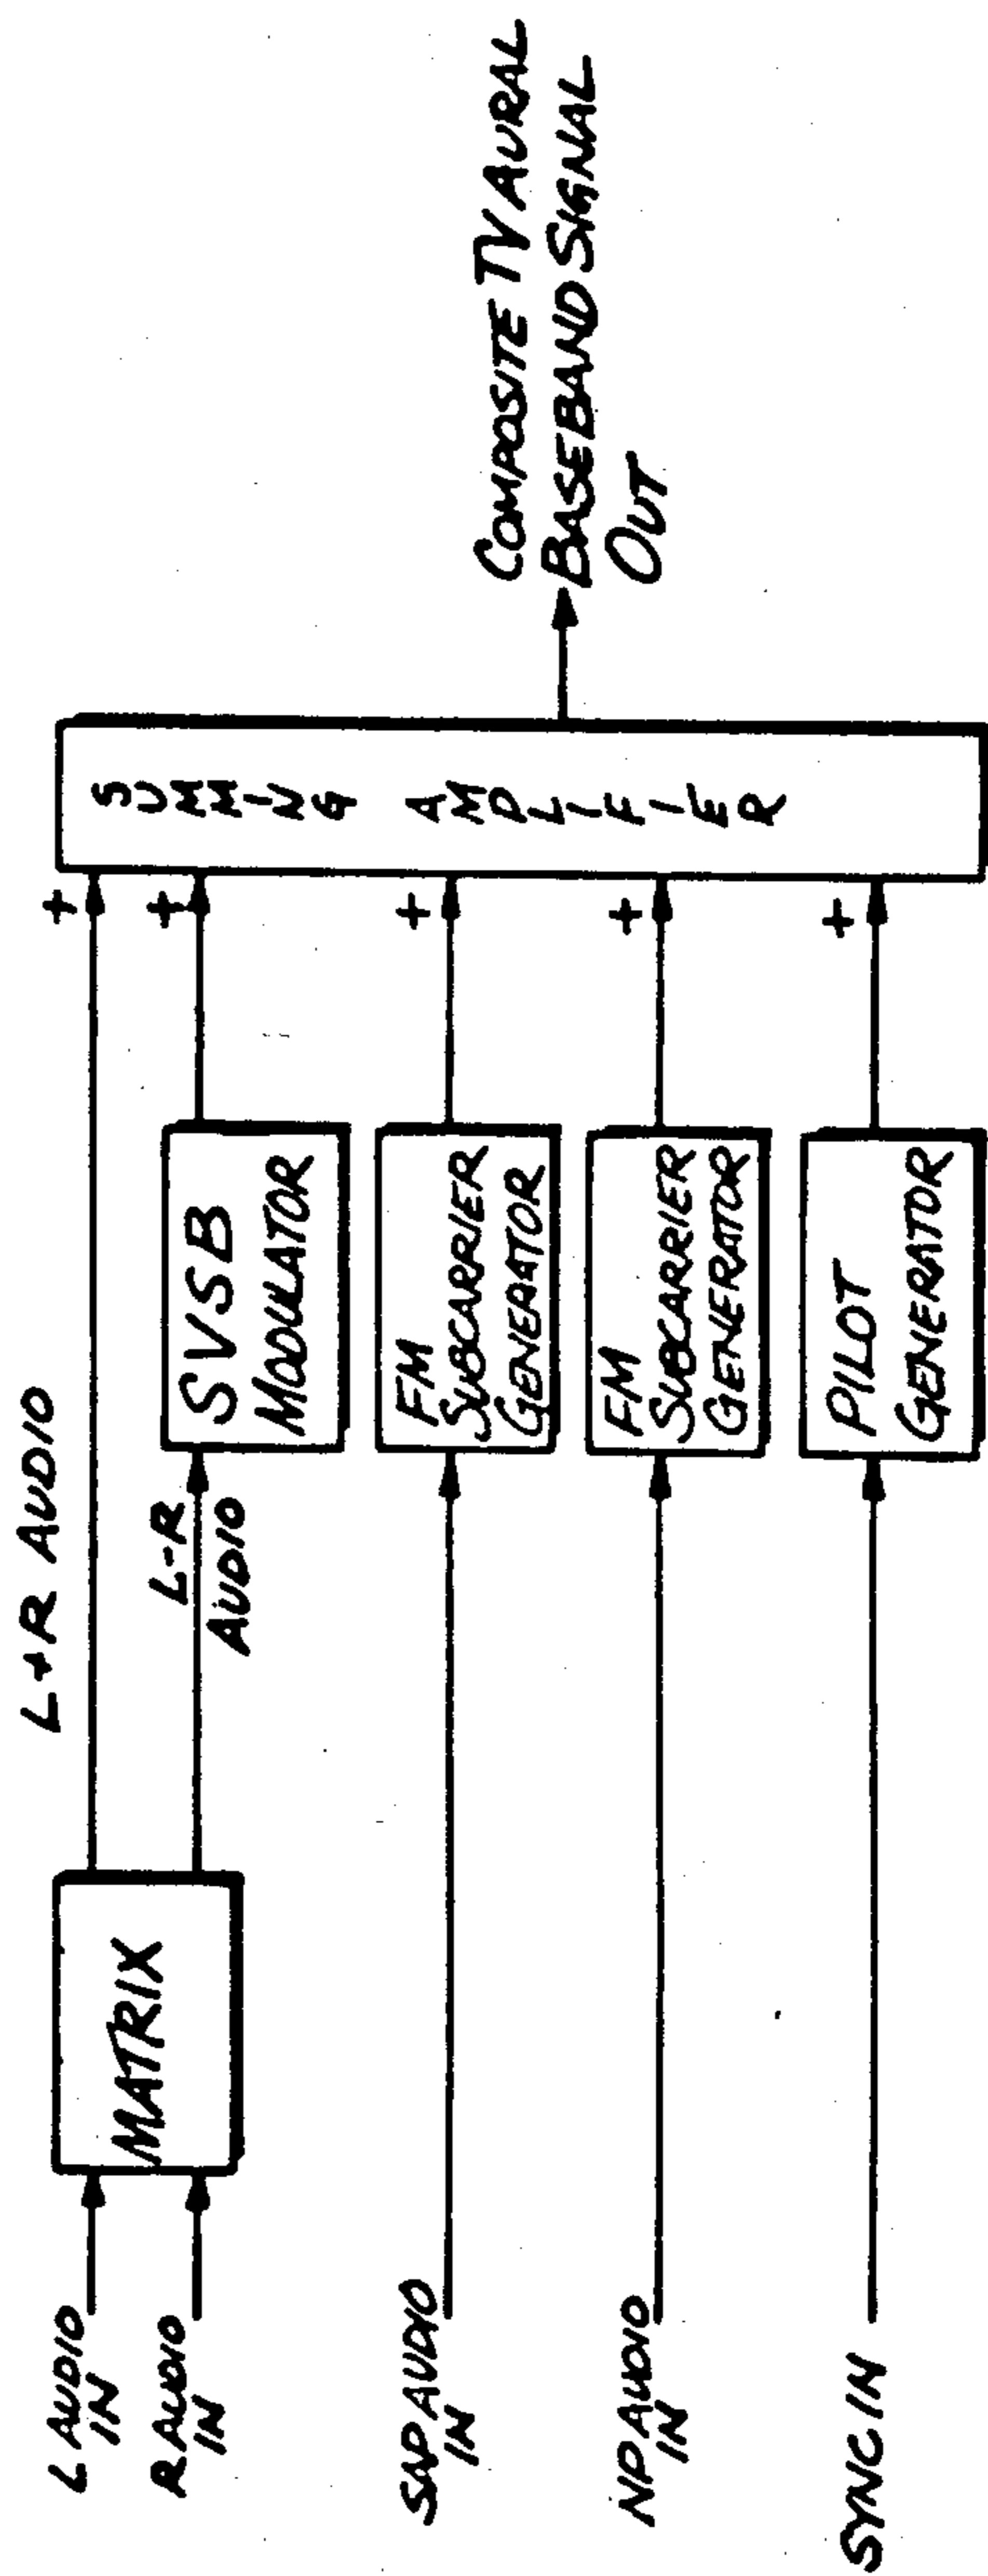 L AUDIO
IN
R AUDIO
IN
MATRIX
L+R AUDIO
L-R
AUDIO
SVSB
MODULATOR
+
+
SAP AUDIO
IN
FM
SUBCARRIER
GENERATOR
+
NP AUDIO
IN
FM
SUBCARRIER
GENERATOR
+
SYNC IN
PILOT
GENERATOR
+
SUMMING AMPLIFIER
COMPOSITE TV AURAL
BASEBAND SIGNAL
OUT